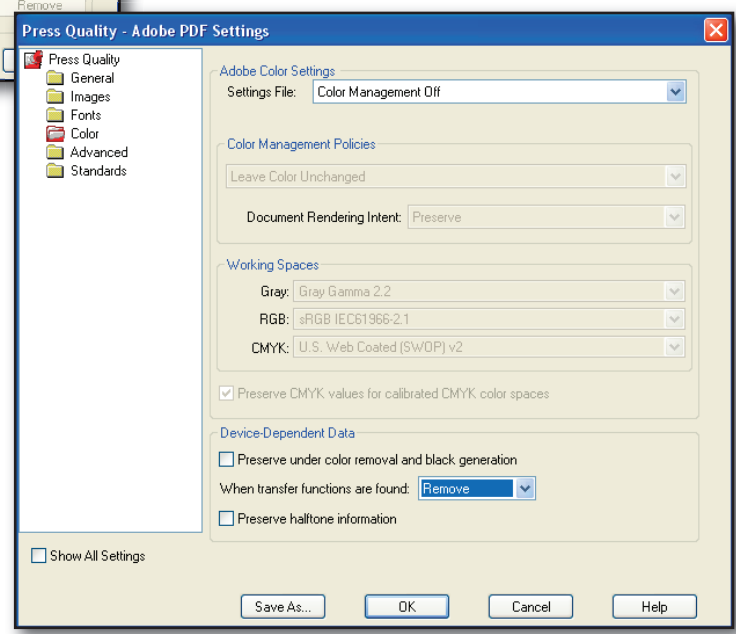 Remove
Press Quality - Adobe PDF Settings
Press Quality
General
Images
Fonts
Color
Advanced
Standards
Show All Settings
Adobe Color Settings
Settings File: Color Management Off
Color Management Policies
Leave Color Unchanged
Document Rendering Intent: Preserve
Working Spaces
Gray: Gray Gamma 2.2
RGB: sRGB IEC61966-2.1
CMYK: U.S. Web Coated (SWOP) v2
Preserve CMYK values for calibrated CMYK color spaces
Device-Dependent Data
Preserve under color removal and black generation
When transfer functions are found: Remove
Preserve halftone information
Save As... OK Cancel Help